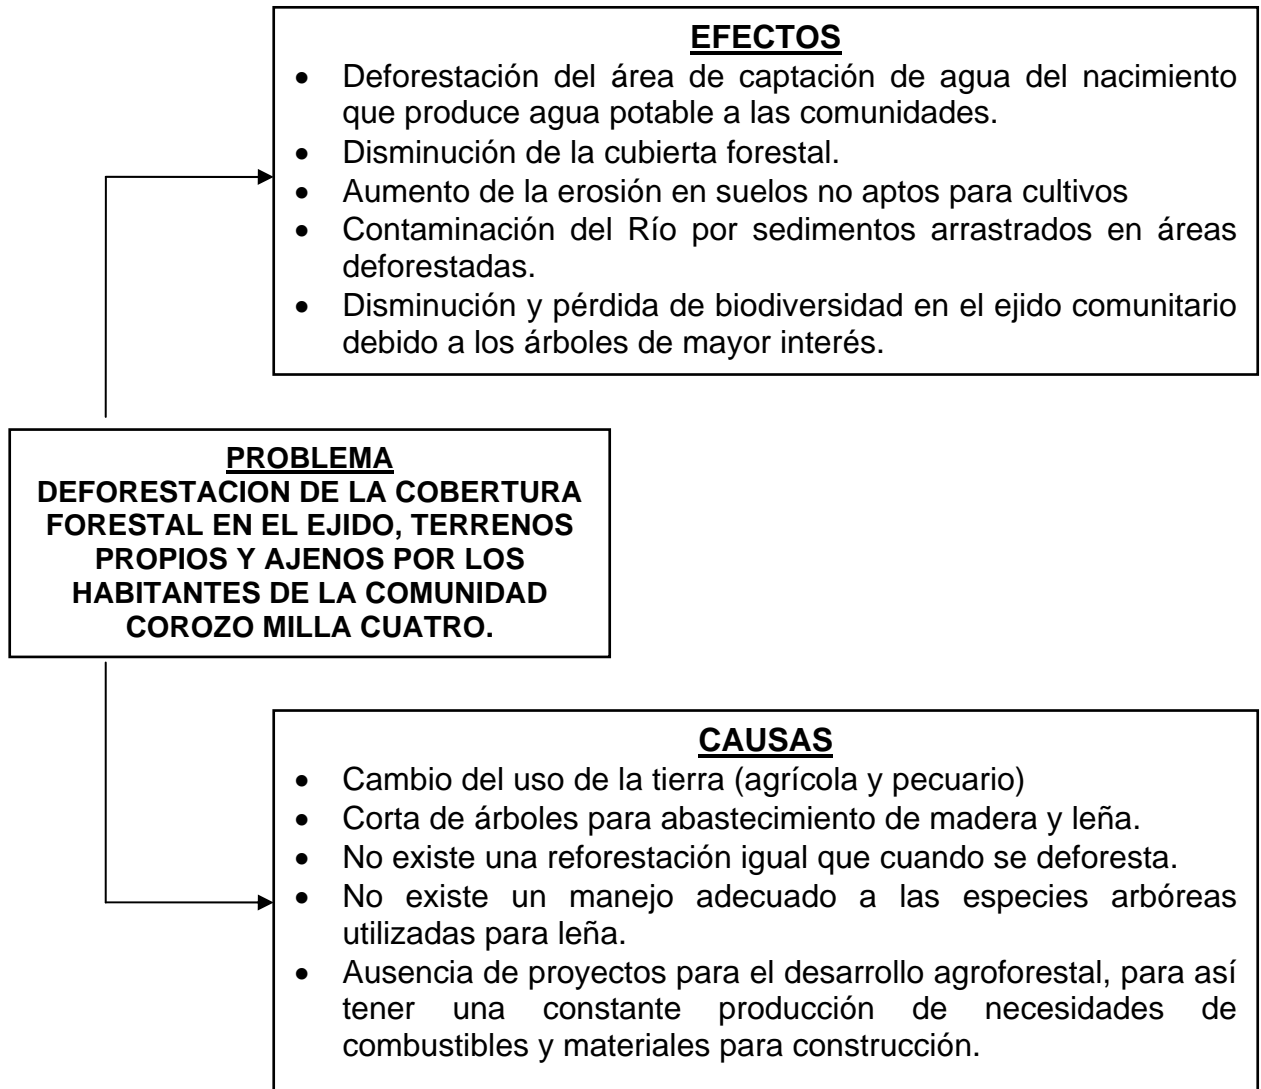 EFECTOS
• Deforestación del área de captación de agua del nacimiento
que produce agua potable a las comunidades.
• Disminución de la cubierta forestal.
• Aumento de la erosión en suelos no aptos para cultivos
• Contaminación del Río por sedimentos arrastrados en áreas
deforestadas.
• Disminución y pérdida de biodiversidad en el ejido comunitario
debido a los árboles de mayor interés.
PROBLEMA
DEFORESTACION DE LA COBERTURA
FORESTAL EN EL EJIDO, TERRENOS
PROPIOS Y AJENOS POR LOS
HABITANTES DE LA COMUNIDAD
COROZO MILLA CUATRO.
CAUSAS
• Cambio del uso de la tierra (agrícola y pecuario)
• Corta de árboles para abastecimiento de madera y leña.
• No existe una reforestación igual que cuando se deforesta.
• No existe un manejo adecuado a las especies arbóreas
utilizadas para leña.
• Ausencia de proyectos para el desarrollo agroforestal, para así
tener una constante producción de necesidades de
combustibles y materiales para construcción.